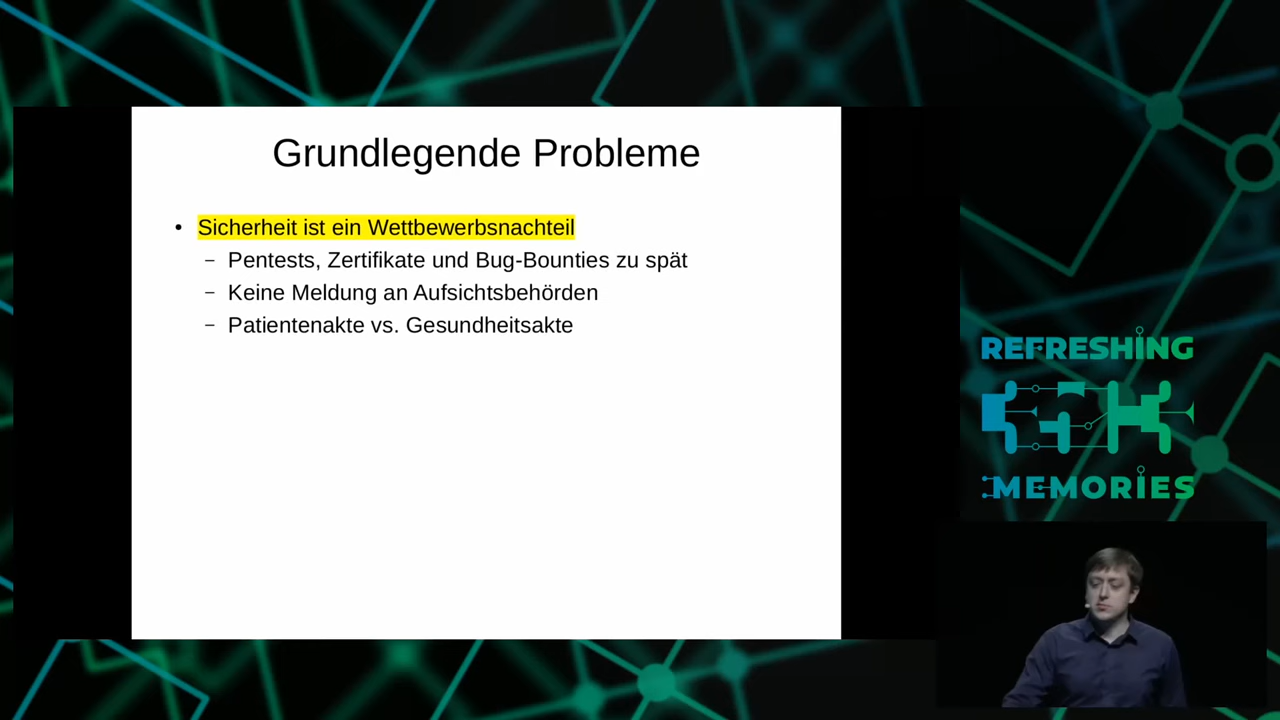 Grundlegende Probleme
• Sicherheit ist ein Wettbewerbsnachteil
– Pentests, Zertifikate und Bug-Bounties zu spät
– Keine Meldung an Aufsichtsbehörden
– Patientenakte vs. Gesundheitsakte
REFRESHING
35C3
MEMORIES